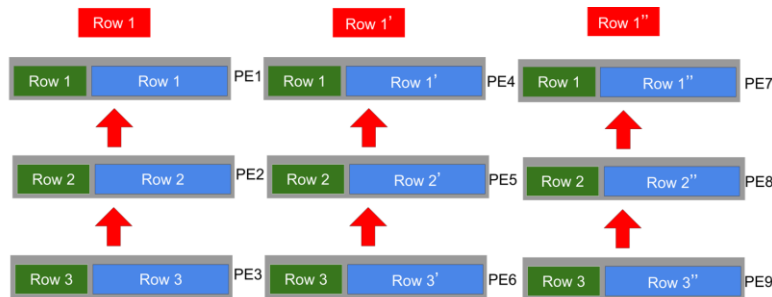 Row 1 Row 1' Row 1''
Row 1 Row 1 PE1 Row 1 Row 1' PE4 Row 1 Row 1'' PE7
Row 2 Row 2 PE2 Row 2 Row 2' PE5 Row 2 Row 2'' PE8
Row 3 Row 3 PE3 Row 3 Row 3' PE6 Row 3 Row 3'' PE9